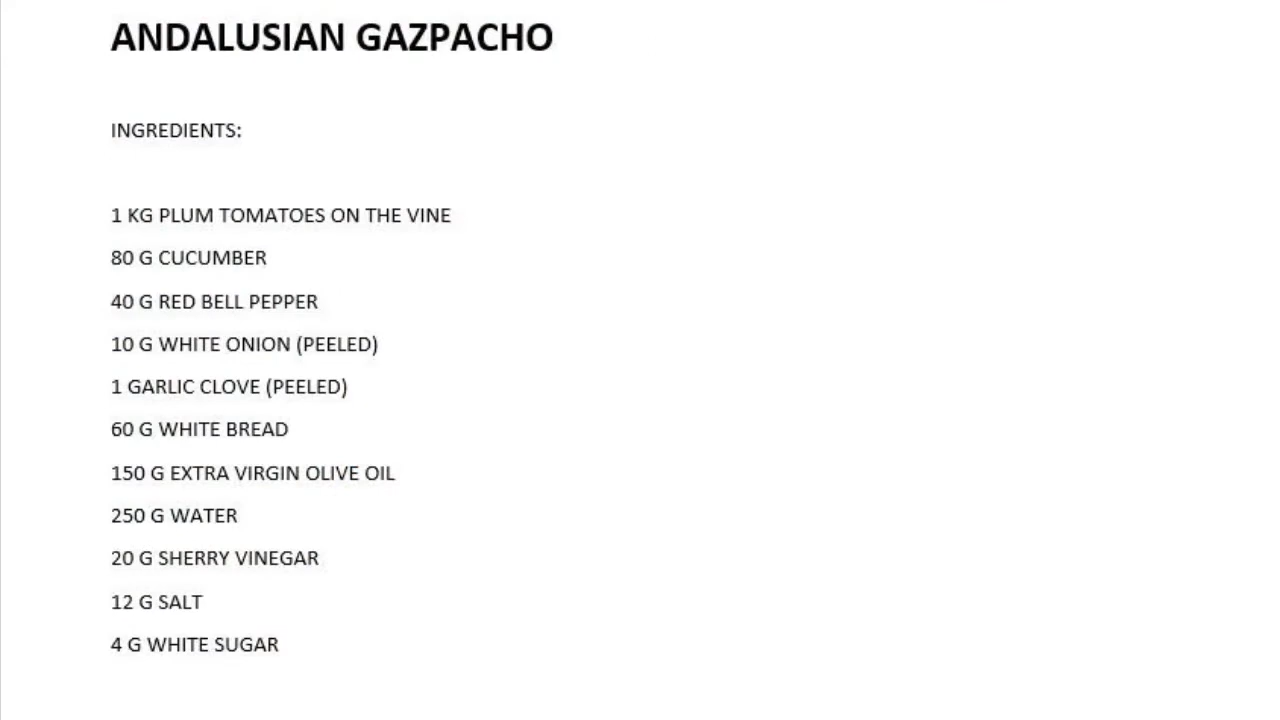 ANDALUSIAN GAZPACHO
INGREDIENTS:
1 KG PLUM TOMATOES ON THE VINE
80 G CUCUMBER
40 G RED BELL PEPPER
10 G WHITE ONION (PEELED)
1 GARLIC CLOVE (PEELED)
60 G WHITE BREAD
150 G EXTRA VIRGIN OLIVE OIL
250 G WATER
20 G SHERRY VINEGAR
12 G SALT
4 G WHITE SUGAR